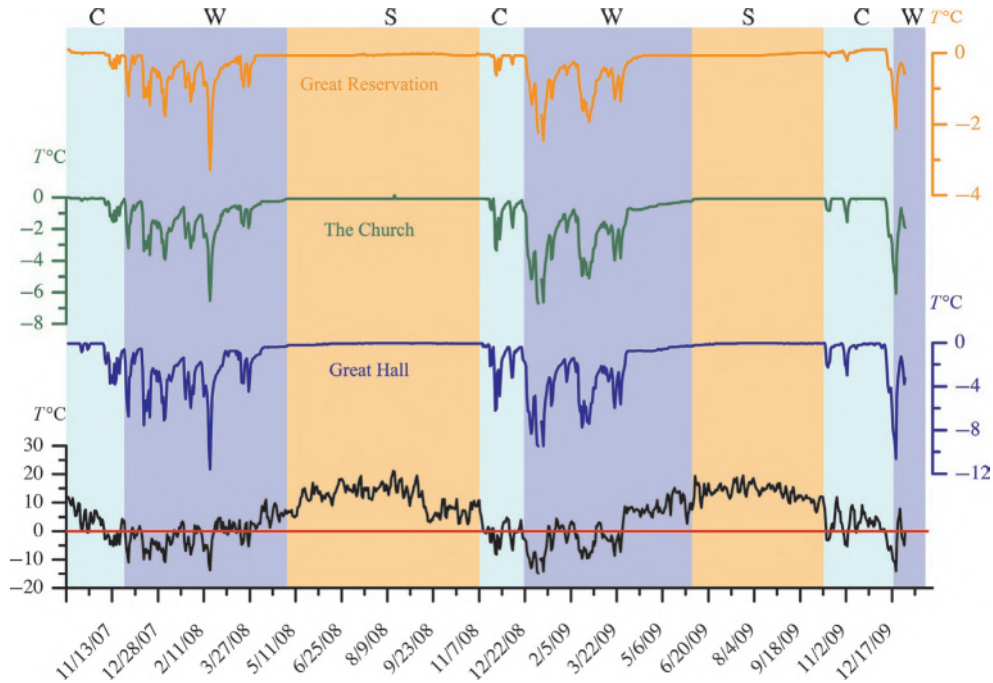 C W S C W S C W
T°C
0
−2
−4
Great Reservation
T°C
0
−2
−4
−6
−8
The Church
T°C
0
−4
−8
−12
Great Hall
T°C
30
20
10
0
−10
−20
11/13/07 12/28/07 2/11/08 3/27/08 5/11/08 6/25/08 8/9/08 9/23/08 11/7/08 12/22/08 2/5/09 3/22/09 5/6/09 6/20/09 8/4/09 9/18/09 11/2/09 12/17/09